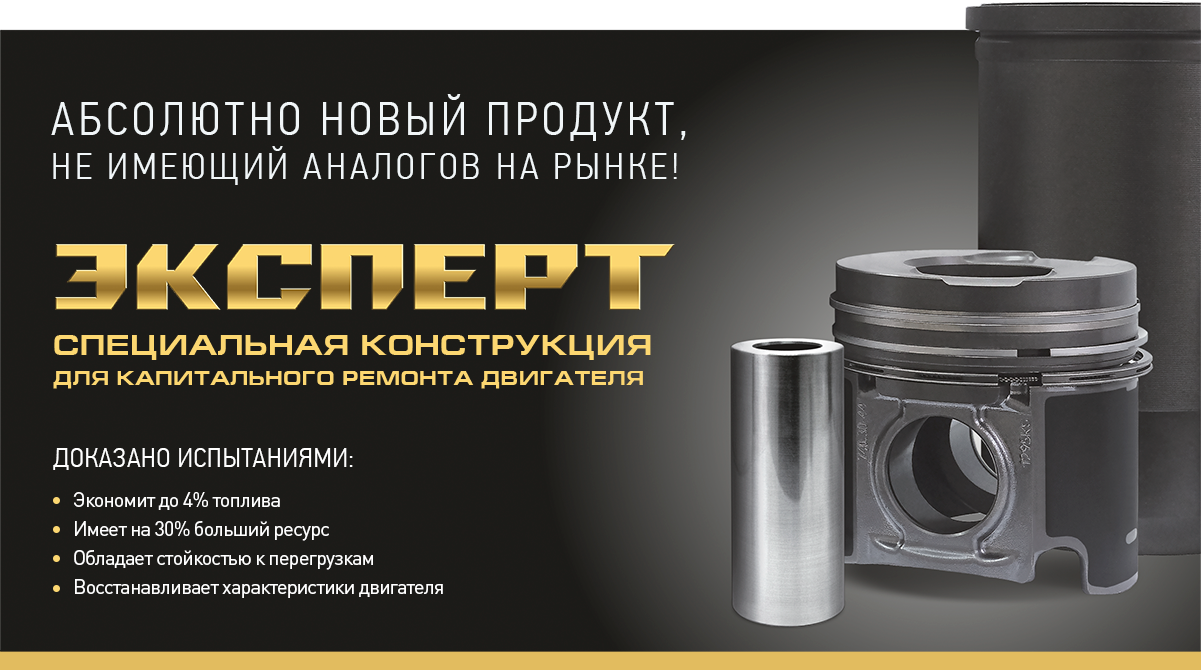 АБСОЛЮТНО НОВЫЙ ПРОДУКТ,
НЕ ИМЕЮЩИЙ АНАЛОГОВ НА РЫНКЕ!
ЭКСПЕРТ
СПЕЦИАЛЬНАЯ КОНСТРУКЦИЯ
ДЛЯ КАПИТАЛЬНОГО РЕМОНТА ДВИГАТЕЛЯ
ДОКАЗАНО ИСПЫТАНИЯМИ:
• Экономит до 4% топлива
• Имеет на 30% больший ресурс
• Обладает стойкостью к перегрузкам
• Восстанавливает характеристики двигателя